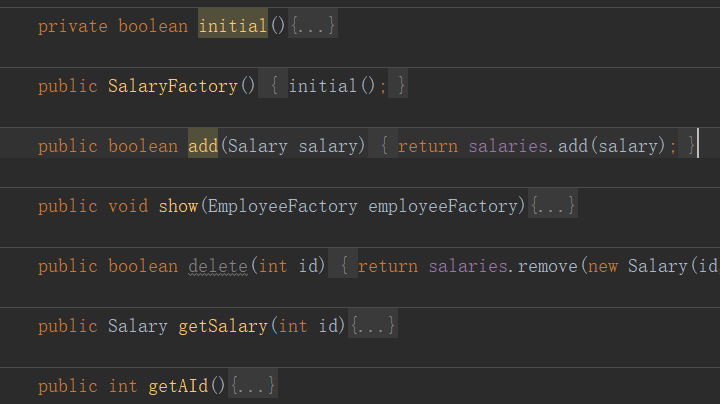 private boolean initial(){...}
public SalaryFactory() { initial(); }
public boolean add(Salary salary) { return salaries.add(salary); }
public void show(EmployeeFactory employeeFactory){...}
public boolean delete(int id) { return salaries.remove(new Salary(id
public Salary getSalary(int id){...}
public int getAId(){...}